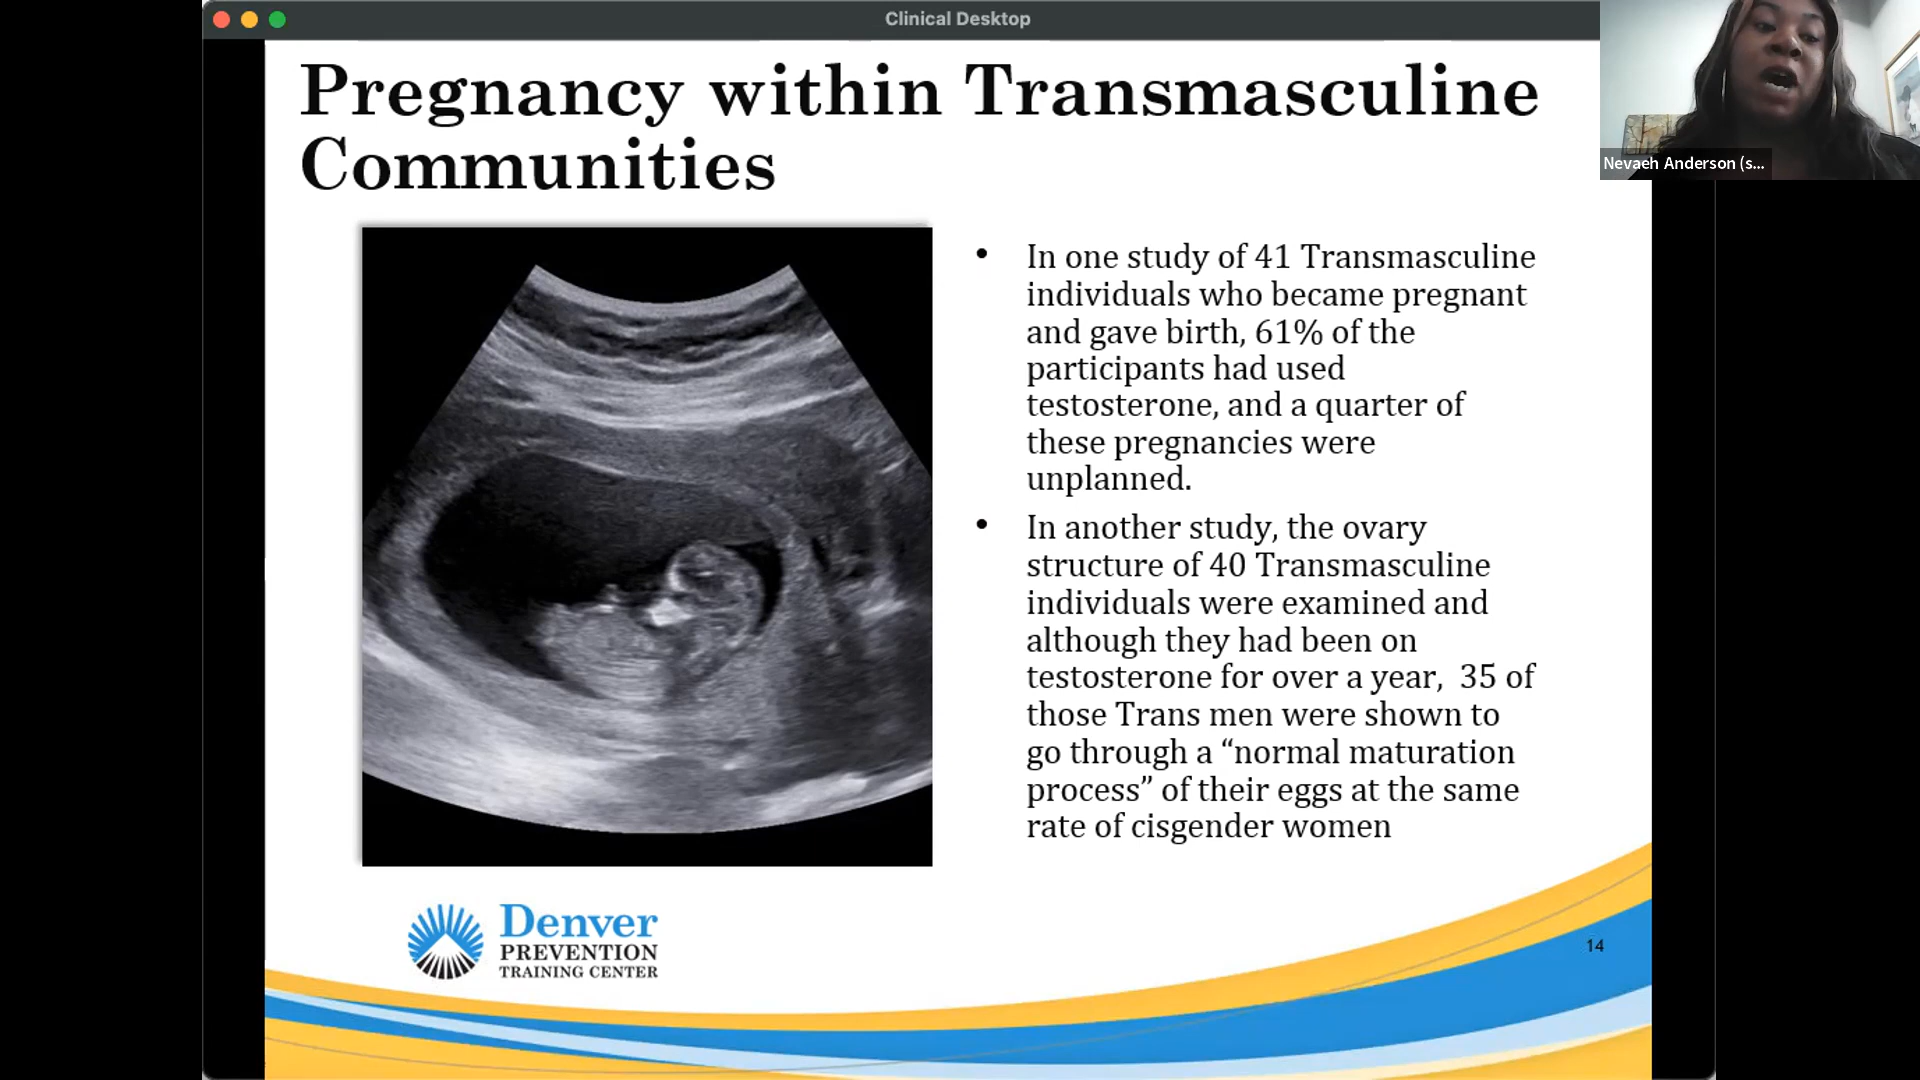 Clinical Desktop
Pregnancy within Transmasculine
Communities
Nevaeh Anderson (s...
• In one study of 41 Transmasculine
individuals who became pregnant
and gave birth, 61% of the
participants had used
testosterone, and a quarter of
these pregnancies were
unplanned.
• In another study, the ovary
structure of 40 Transmasculine
individuals were examined and
although they had been on
testosterone for over a year, 35 of
those Trans men were shown to
go through a “normal maturation
process” of their eggs at the same
rate of cisgender women
Denver
PREVENTION
TRAINING CENTER
14